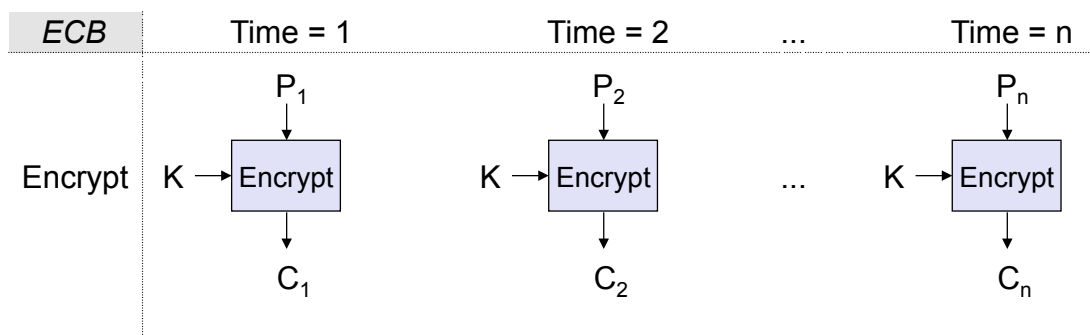 ECB Time = 1 Time = 2 ... Time = n
P₁ P₂ Pₙ
Encrypt K Encrypt K Encrypt ... K Encrypt
C₁ C₂ Cₙ